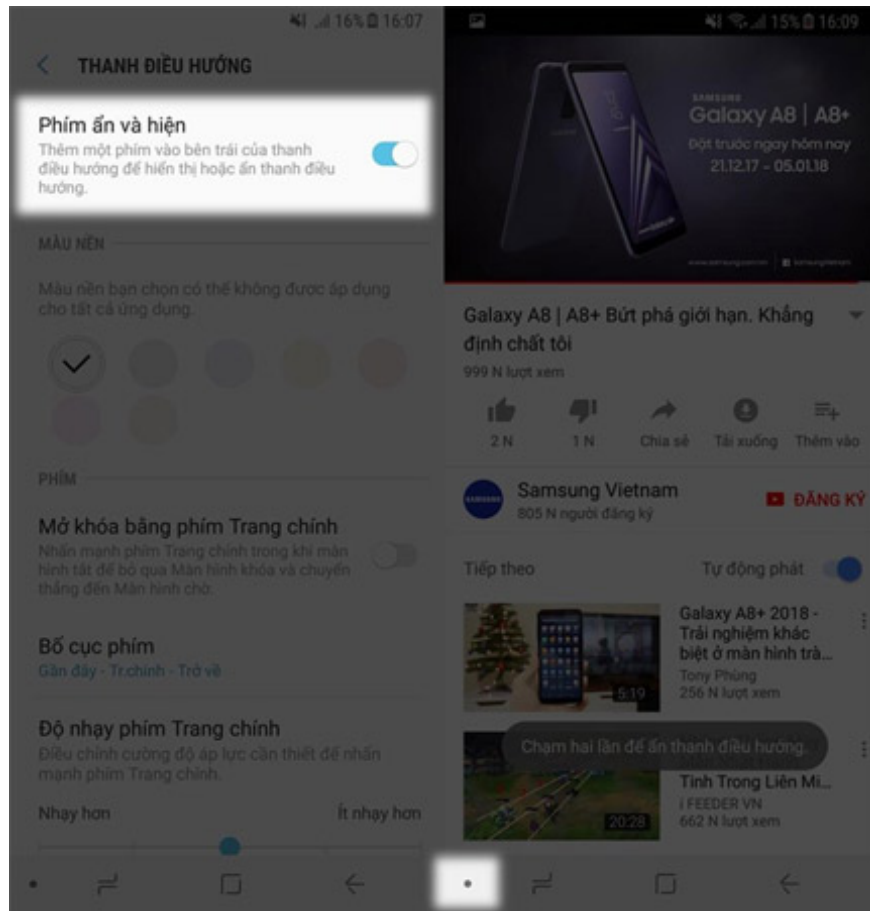 16% 16:07
THANH ĐIỀU HƯỚNG
Phím ẩn và hiện
Thêm một phím vào bên trái của thanh
điều hướng để hiển thị hoặc ẩn thanh điều
hướng.
MÀU NỀN
Màu nền bạn chọn có thể không được áp dụng
cho tất cả ứng dụng.
PHÍM
Mở khóa bằng phím Trang chính
Nhấn mạnh phím Trang chính trong khi màn
hình tắt để bỏ qua Màn hình khóa và chuyển
thẳng đến Màn hình chờ.
Bố cục phím
Gần đây - Tr.chính - Trở về
Độ nhạy phím Trang chính
Điều chỉnh cường độ áp lực cần thiết để nhấn
mạnh phím Trang chính.
Nhạy hơn Ít nhạy hơn
15% 16:09
SAMSUNG
Galaxy A8 | A8+
Đặt trước ngay hôm nay
21.12.17 - 05.01.18
Galaxy A8 | A8+ Bứt phá giới hạn. Khẳng
định chất tôi
999 N lượt xem
2 N 1 N Chia sẻ Tải xuống Thêm vào
SAMSUNG
Samsung Vietnam
805 N người đăng ký
ĐĂNG KÝ
Tiếp theo Tự động phát
Galaxy A8+ 2018 -
Trải nghiệm khác
biệt ở màn hình trà...
Tony Phùng
256 N lượt xem
5:19
Chạm hai lần để ẩn thanh điều hướng.
Tinh Trong Liên Mi...
i FEEDER VN
662 N lượt xem
20:28